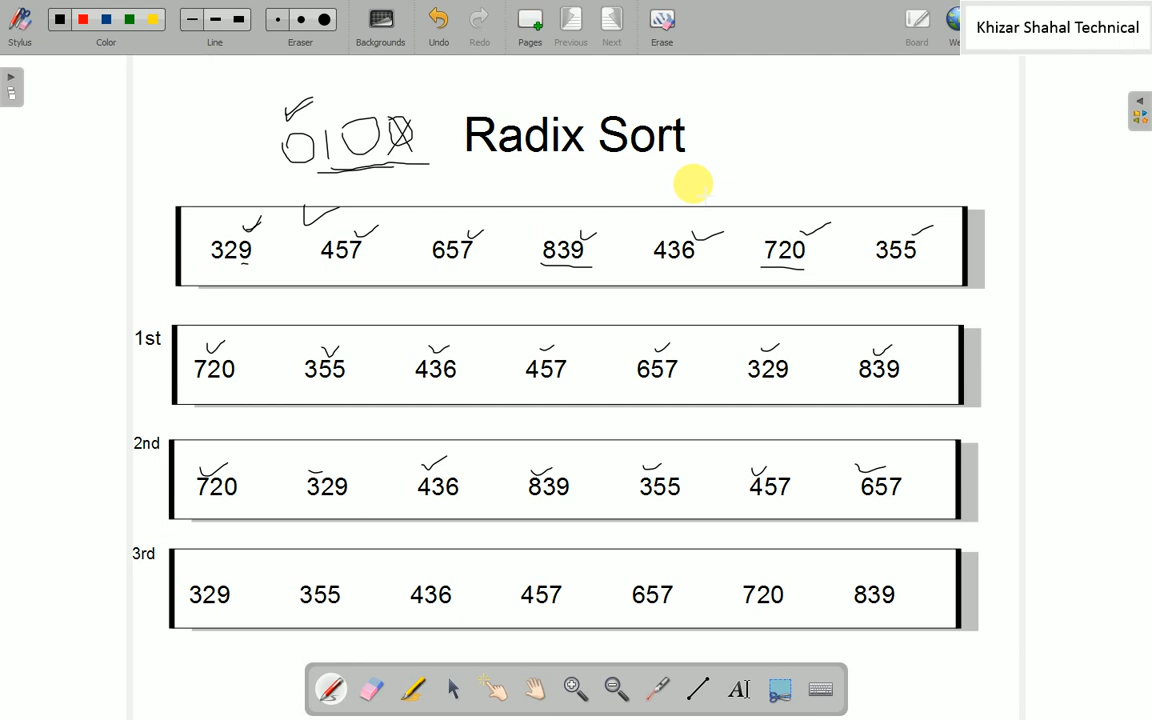 Stylus Color Line Eraser Backgrounds Undo Redo Pages Previous Next Erase Board
Khizar Shahal Technical
0100
Radix Sort
329 457 657 839 436 720 355
1st
720 355 436 457 657 329 839
2nd
720 329 436 839 355 457 657
3rd
329 355 436 457 657 720 839